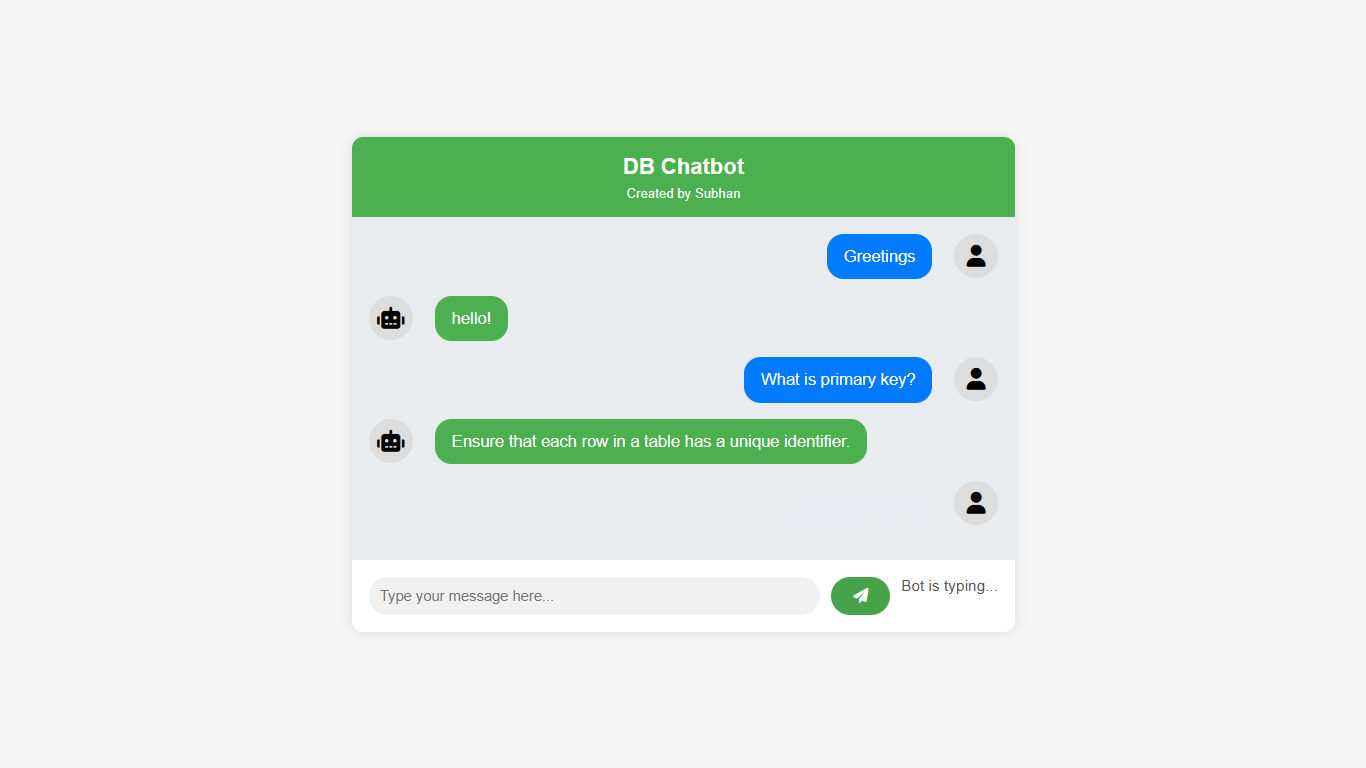 DB Chatbot
Created by Subhan
Greetings
hello!
What is primary key?
Ensure that each row in a table has a unique identifier.
Type your message here...
Bot is typing...